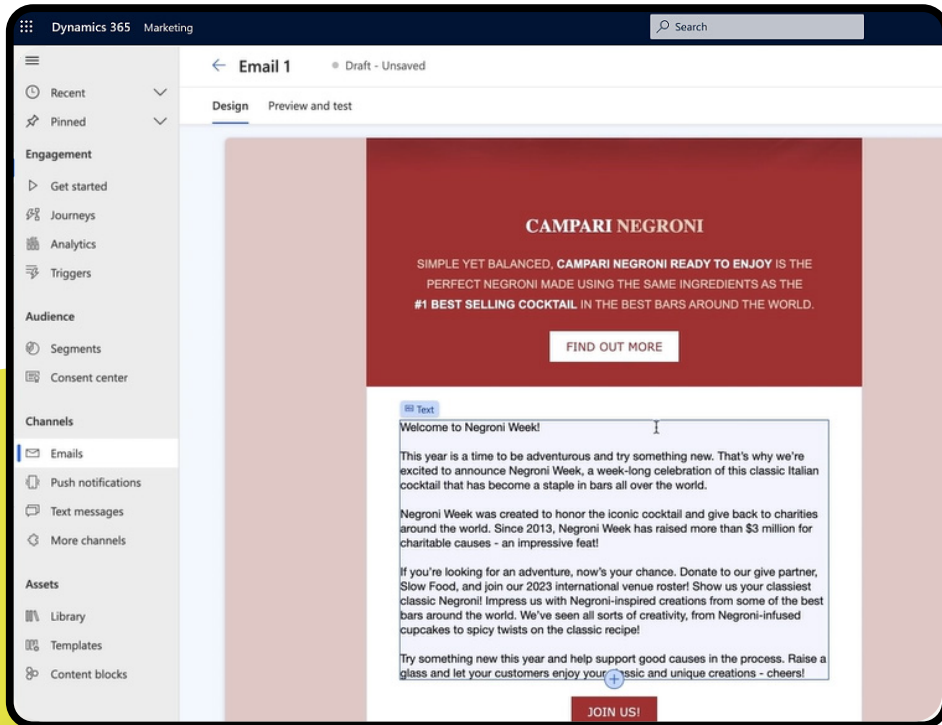 Dynamics 365 Marketing
Search
Email 1
Draft - Unsaved
Design
Preview and test
Recent
Pinned
Engagement
Get started
Journeys
Analytics
Triggers
Audience
Segments
Consent center
Channels
Emails
Push notifications
Text messages
More channels
Assets
Library
Templates
Content blocks
CAMPARI NEGRONI
SIMPLE YET BALANCED, CAMPARI NEGRONI READY TO ENJOY IS THE
PERFECT NEGRONI MADE USING THE SAME INGREDIENTS AS THE
#1 BEST SELLING COCKTAIL IN THE BEST BARS AROUND THE WORLD.
FIND OUT MORE
Text
Welcome to Negroni Week!
This year is a time to be adventurous and try something new. That's why we're
excited to announce Negroni Week, a week-long celebration of this classic Italian
cocktail that has become a staple in bars all over the world.
Negroni Week was created to honor the iconic cocktail and give back to charities
around the world. Since 2013, Negroni Week has raised more than $3 million for
charitable causes - an impressive feat!
If you're looking for an adventure, now's your chance. Donate to our give partner,
Slow Food, and join our 2023 international venue roster! Show us your classiest
classic Negroni! Impress us with Negroni-inspired creations from some of the best
bars around the world. We've seen all sorts of creativity, from Negroni-infused
cupcakes to spicy twists on the classic recipe!
Try something new this year and help support good causes in the process. Raise a
glass and let your customers enjoy your classic and unique creations - cheers!
JOIN US!